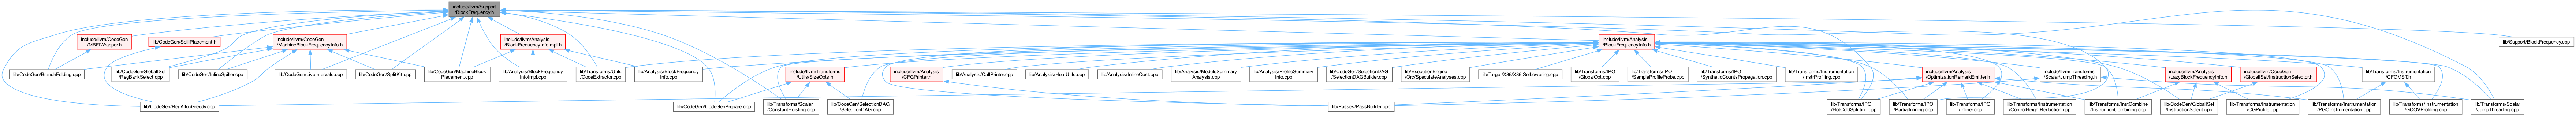 include/llvm/Support
/BlockFrequency.h
include/llvm/CodeGen
/MBFIWrapper.h
lib/CodeGen/SpillPlacement.h
include/llvm/CodeGen
/MachineBlockFrequencyInfo.h
include/llvm/Analysis
/BlockFrequencyInfoImpl.h
include/llvm/Analysis
/BlockFrequencyInfo.h
lib/Support/BlockFrequency.cpp
lib/CodeGen/BranchFolding.cpp
lib/CodeGen/GlobalISel
/RegBankSelect.cpp
lib/CodeGen/InlineSpiller.cpp
lib/CodeGen/LiveIntervals.cpp
lib/CodeGen/SplitKit.cpp
lib/CodeGen/MachineBlock
Placement.cpp
lib/Analysis/BlockFrequency
InfoImpl.cpp
lib/Transforms/Utils
/CodeExtractor.cpp
lib/Analysis/BlockFrequency
Info.cpp
include/llvm/Transforms
/Utils/SizeOpts.h
include/llvm/Analysis
/CFGPrinter.h
lib/Analysis/CallPrinter.cpp
lib/Analysis/HeatUtils.cpp
lib/Analysis/InlineCost.cpp
lib/Analysis/ModuleSummary
Analysis.cpp
lib/Analysis/ProfileSummary
Info.cpp
lib/CodeGen/SelectionDAG
/SelectionDAGBuilder.cpp
lib/ExecutionEngine
/Orc/SpeculateAnalyses.cpp
lib/Target/X86/X86ISelLowering.cpp
lib/Transforms/IPO
/GlobalOpt.cpp
lib/Transforms/IPO
/SampleProfileProbe.cpp
lib/Transforms/IPO
/SyntheticCountsPropagation.cpp
lib/Transforms/Instrumentation
/InstrProfiling.cpp
include/llvm/Analysis
/OptimizationRemarkEmitter.h
include/llvm/Transforms
/Scalar/JumpThreading.h
include/llvm/Analysis
/LazyBlockFrequencyInfo.h
include/llvm/CodeGen
/GlobalISel/InstructionSelector.h
lib/Transforms/Instrumentation
/CFGMST.h
lib/CodeGen/RegAllocGreedy.cpp
lib/CodeGen/CodeGenPrepare.cpp
lib/Transforms/Scalar
/ConstantHoisting.cpp
lib/CodeGen/SelectionDAG
/SelectionDAG.cpp
lib/Passes/PassBuilder.cpp
lib/Transforms/IPO
/HotColdSplitting.cpp
lib/Transforms/IPO
/PartialInlining.cpp
lib/Transforms/IPO
/Inliner.cpp
lib/Transforms/Instrumentation
/ControlHeightReduction.cpp
lib/Transforms/InstCombine
/InstructionCombining.cpp
lib/CodeGen/GlobalISel
/InstructionSelect.cpp
lib/Transforms/Instrumentation
/CGProfile.cpp
lib/Transforms/Instrumentation
/PGOInstrumentation.cpp
lib/Transforms/Instrumentation
/GCOVProfiling.cpp
lib/Transforms/Scalar
/JumpThreading.cpp